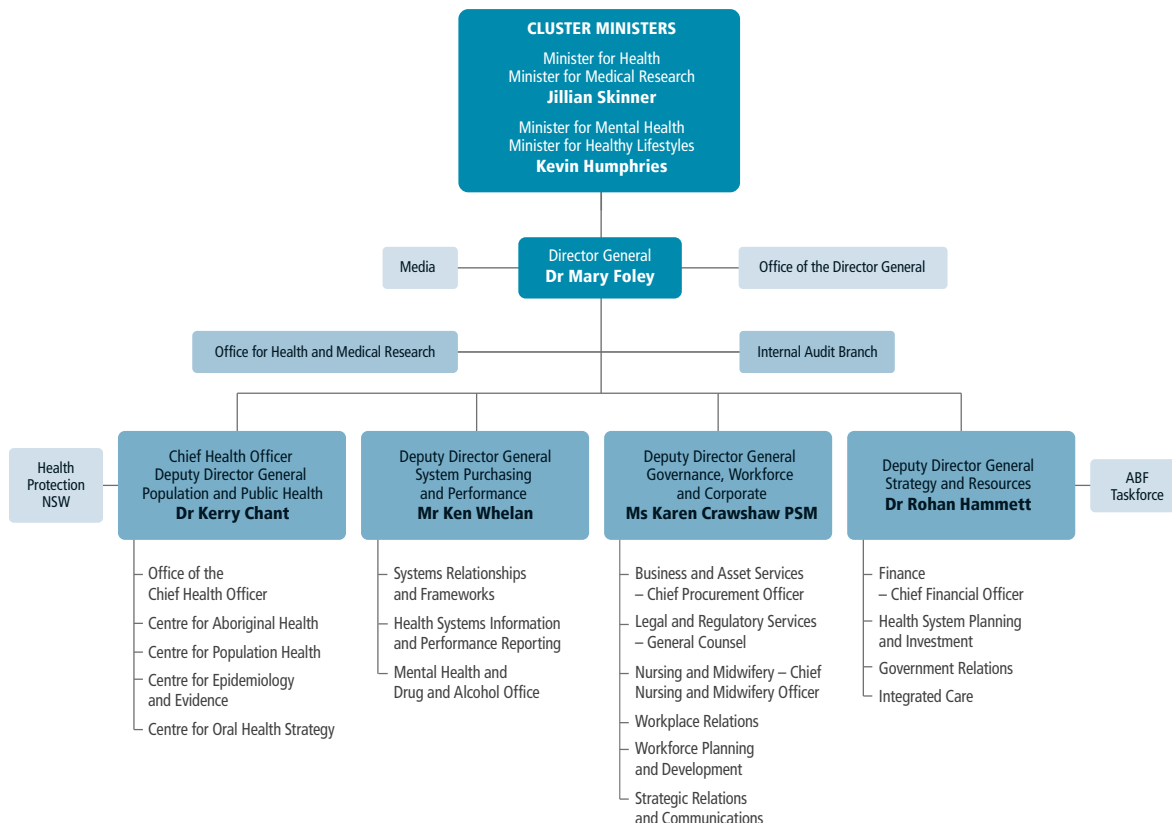 CLUSTER MINISTERS
Minister for Health
Minister for Medical Research
Jillian Skinner
Minister for Mental Health
Minister for Healthy Lifestyles
Kevin Humphries
Media
Director General
Dr Mary Foley
Office of the Director General
Office for Health and Medical Research
Internal Audit Branch
Health
Protection
NSW
Chief Health Officer
Deputy Director General
Population and Public Health
Dr Kerry Chant
Deputy Director General
System Purchasing
and Performance
Mr Ken Whelan
Deputy Director General
Governance, Workforce
and Corporate
Ms Karen Crawshaw PSM
Deputy Director General
Strategy and Resources
Dr Rohan Hammett
ABF
Taskforce
Office of the
Chief Health Officer
Centre for Aboriginal Health
Centre for Population Health
Centre for Epidemiology
and Evidence
Centre for Oral Health Strategy
Systems Relationships
and Frameworks
Health Systems Information
and Performance Reporting
Mental Health and
Drug and Alcohol Office
Business and Asset Services
– Chief Procurement Officer
Legal and Regulatory Services
– General Counsel
Nursing and Midwifery – Chief
Nursing and Midwifery Officer
Workplace Relations
Workforce Planning
and Development
Strategic Relations
and Communications
Finance
– Chief Financial Officer
Health System Planning
and Investment
Government Relations
Integrated Care